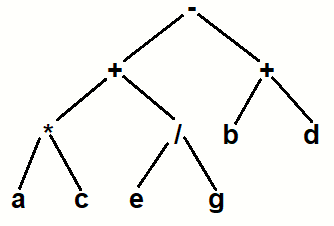 -
+ +
* / b d
a c e g